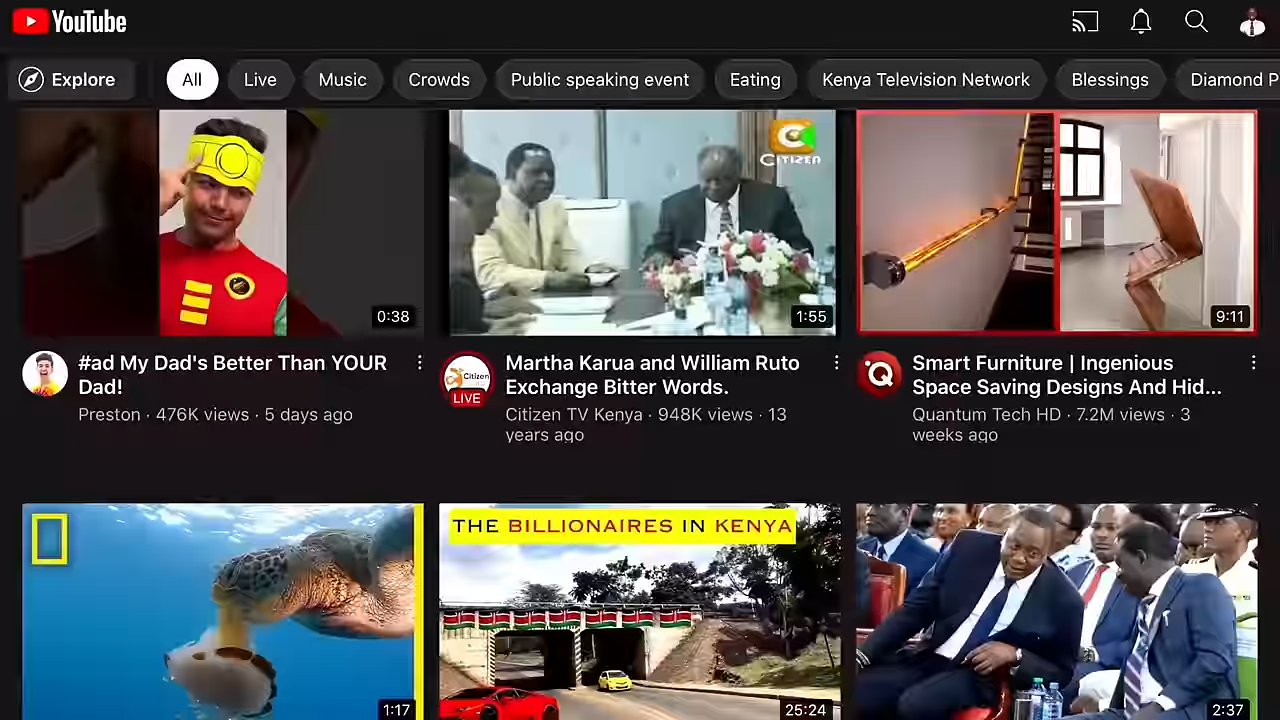 YouTube
Explore
All
Live
Music
Crowds
Public speaking event
Eating
Kenya Television Network
Blessings
Diamond P
CITIZEN
0:38
1:55
9:11
#ad My Dad's Better Than YOUR
Dad!
Preston · 476K views · 5 days ago
Citizen
LIVE
Martha Karua and William Ruto
Exchange Bitter Words.
Citizen TV Kenya · 948K views · 13
years ago
Q
Smart Furniture | Ingenious
Space Saving Designs And Hid...
Quantum Tech HD · 7.2M views · 3
weeks ago
THE BILLIONAIRES IN KENYA
1:17
25:24
2:37